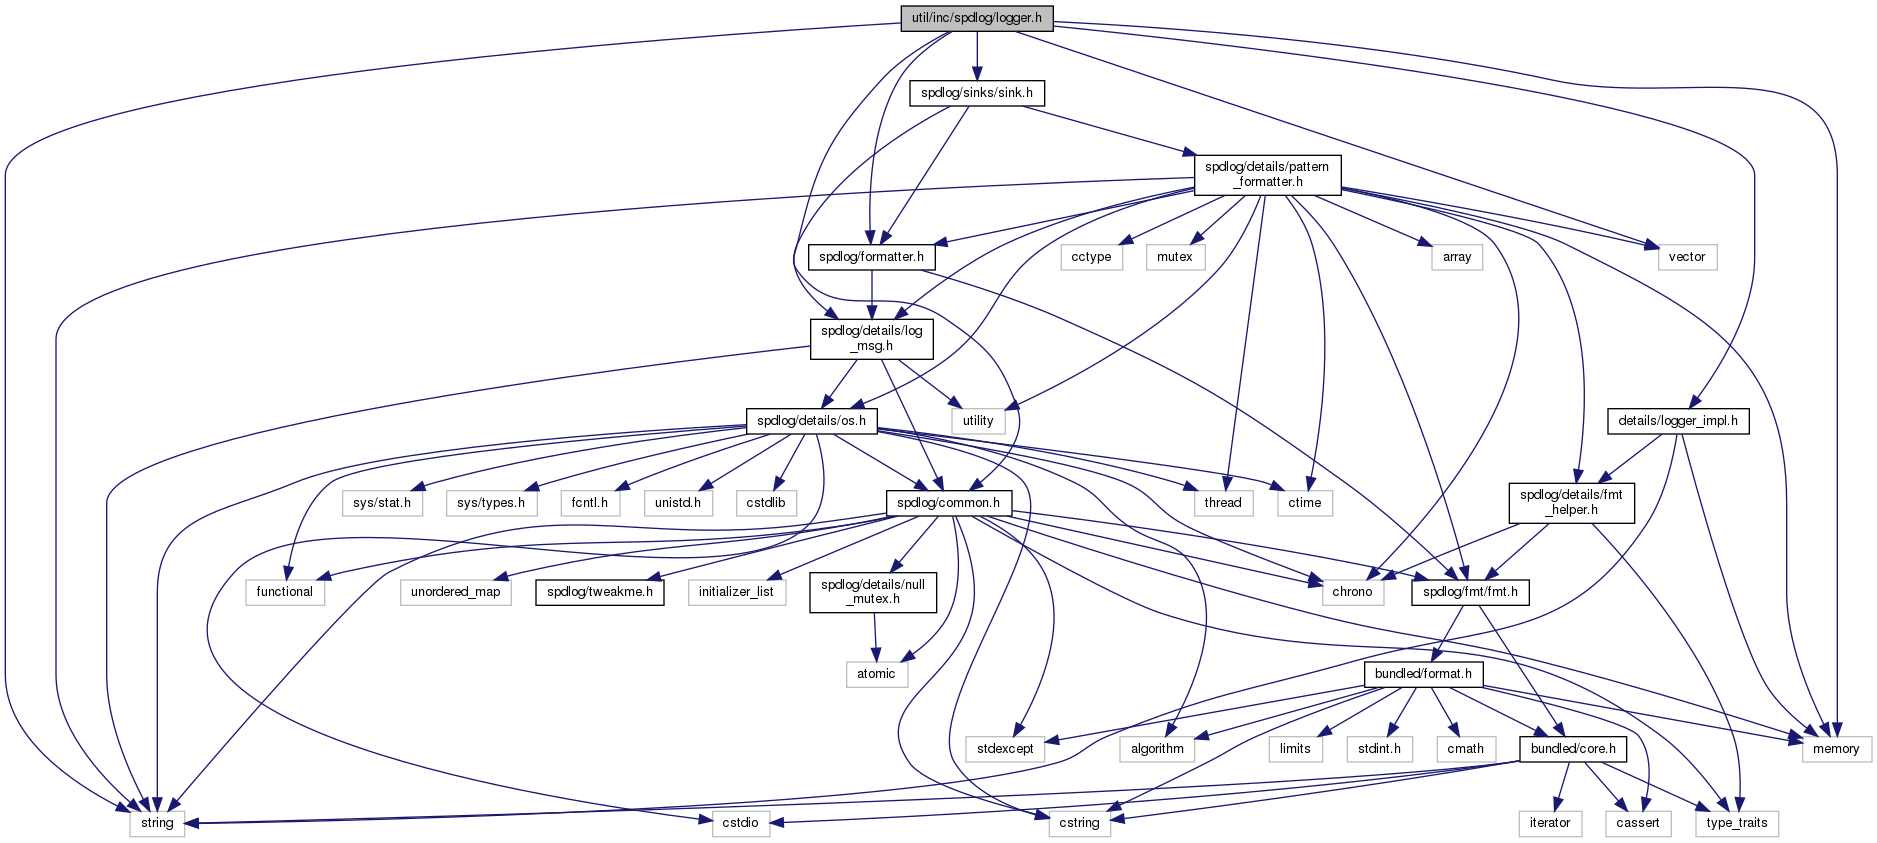 util/inc/spdlog/logger.h
spdlog/sinks/sink.h
spdlog/details/pattern
_formatter.h
spdlog/formatter.h
cctype
mutex
array
vector
spdlog/details/log
_msg.h
spdlog/details/os.h
utility
details/logger_impl.h
sys/stat.h
sys/types.h
fcntl.h
unistd.h
cstdlib
spdlog/common.h
thread
ctime
spdlog/details/fmt
_helper.h
functional
unordered_map
spdlog/tweakme.h
initializer_list
spdlog/details/null
_mutex.h
chrono
spdlog/fmt/fmt.h
atomic
bundled/format.h
stdexcept
algorithm
limits
stdint.h
cmath
bundled/core.h
memory
string
cstdio
cstring
iterator
cassert
type_traits